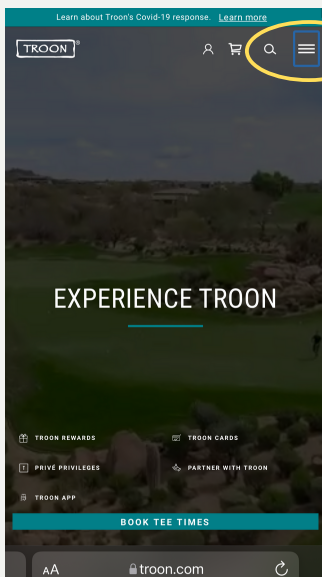 Learn about Troon's Covid-19 response. Learn more
TROON®
EXPERIENCE TROON
TROON REWARDS
TROON CARDS
PRIVÉ PRIVILEGES
PARTNER WITH TROON
TROON APP
BOOK TEE TIMES
AA
troon.com